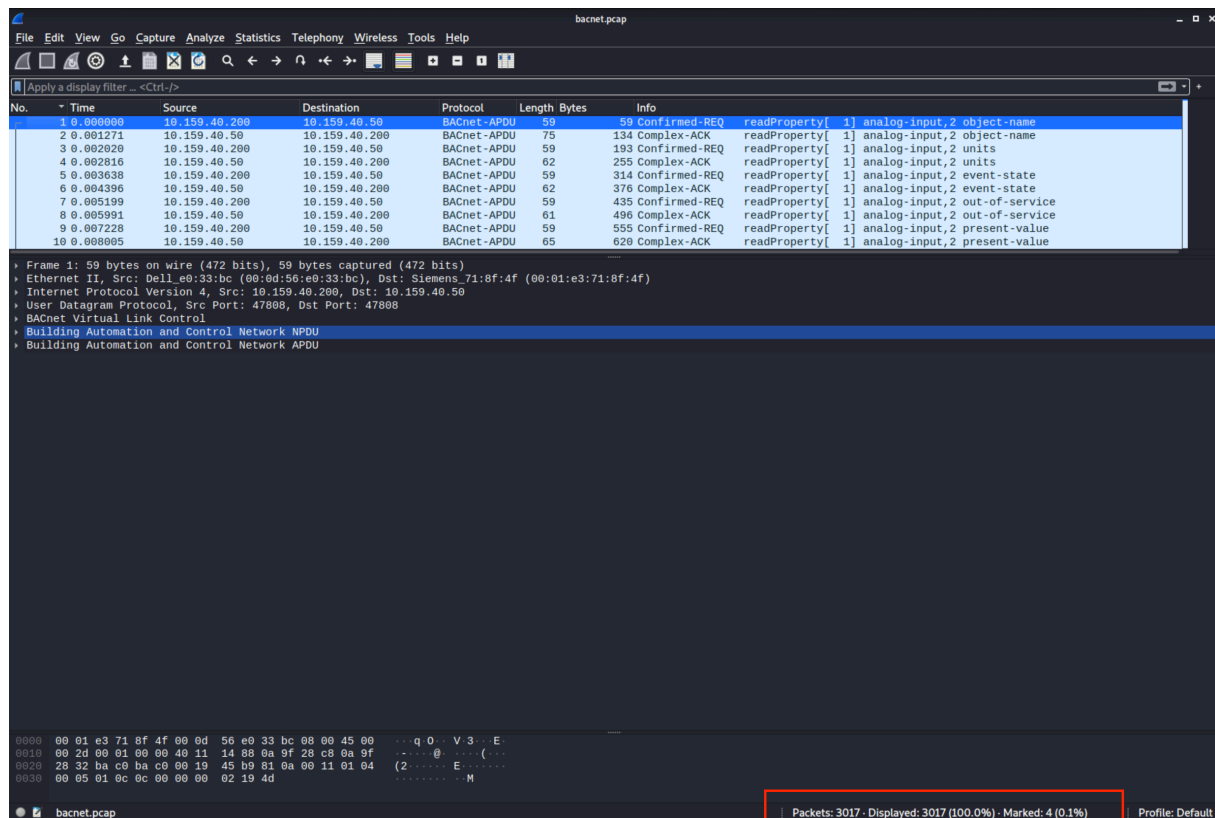 bacnet.pcap
File Edit View Go Capture Analyze Statistics Telephony Wireless Tools Help
Apply a display filter ... <Ctrl-/>
No. Time Source Destination Protocol Length Bytes Info
1 0.000000 10.159.40.200 10.159.40.50 BACnet-APDU 59 59 Confirmed-REQ readProperty[ 1] analog-input,2 object-name
2 0.001271 10.159.40.50 10.159.40.200 BACnet-APDU 75 134 Complex-ACK readProperty[ 1] analog-input,2 object-name
3 0.002020 10.159.40.200 10.159.40.50 BACnet-APDU 59 193 Confirmed-REQ readProperty[ 1] analog-input,2 units
4 0.002816 10.159.40.50 10.159.40.200 BACnet-APDU 62 255 Complex-ACK readProperty[ 1] analog-input,2 units
5 0.003638 10.159.40.200 10.159.40.50 BACnet-APDU 59 314 Confirmed-REQ readProperty[ 1] analog-input,2 event-state
6 0.004396 10.159.40.50 10.159.40.200 BACnet-APDU 62 376 Complex-ACK readProperty[ 1] analog-input,2 event-state
7 0.005199 10.159.40.200 10.159.40.50 BACnet-APDU 59 435 Confirmed-REQ readProperty[ 1] analog-input,2 out-of-service
8 0.005991 10.159.40.50 10.159.40.200 BACnet-APDU 61 496 Complex-ACK readProperty[ 1] analog-input,2 out-of-service
9 0.007228 10.159.40.200 10.159.40.50 BACnet-APDU 59 555 Confirmed-REQ readProperty[ 1] analog-input,2 present-value
10 0.008005 10.159.40.50 10.159.40.200 BACnet-APDU 65 620 Complex-ACK readProperty[ 1] analog-input,2 present-value
Frame 1: 59 bytes on wire (472 bits), 59 bytes captured (472 bits)
Ethernet II, Src: Dell_e0:33:bc (00:0d:56:e0:33:bc), Dst: Siemens_71:8f:4f (00:01:e3:71:8f:4f)
Internet Protocol Version 4, Src: 10.159.40.200, Dst: 10.159.40.50
User Datagram Protocol, Src Port: 47808, Dst Port: 47808
BACnet Virtual Link Control
Building Automation and Control Network NPDU
Building Automation and Control Network APDU
0000 00 01 e3 71 8f 4f 00 0d 56 e0 33 bc 08 00 45 00 ···q·O·· V·3···E·
0010 00 2d 00 01 00 00 40 11 14 88 0a 9f 28 c8 0a 9f ·-····@· ····(···
0020 28 32 ba c0 ba c0 00 19 45 b9 81 0a 00 11 01 04 (2······ E·······
0030 00 05 01 0c 0c 00 00 00 02 19 4d ········ ··M
bacnet.pcap Packets: 3017 · Displayed: 3017 (100.0%) · Marked: 4 (0.1%) Profile: Default